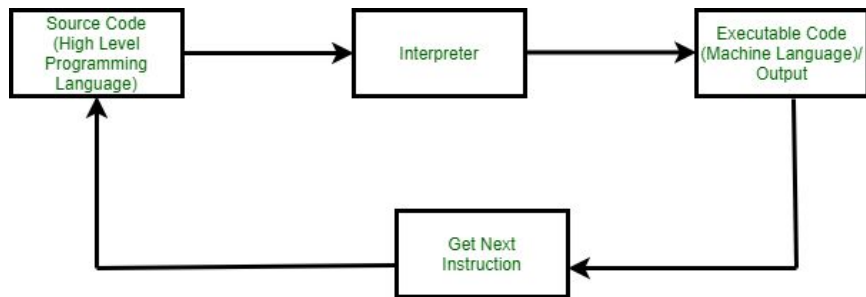 Source Code
(High Level
Programming
Language)
Interpreter
Executable Code
(Machine Language)/
Output
Get Next
Instruction